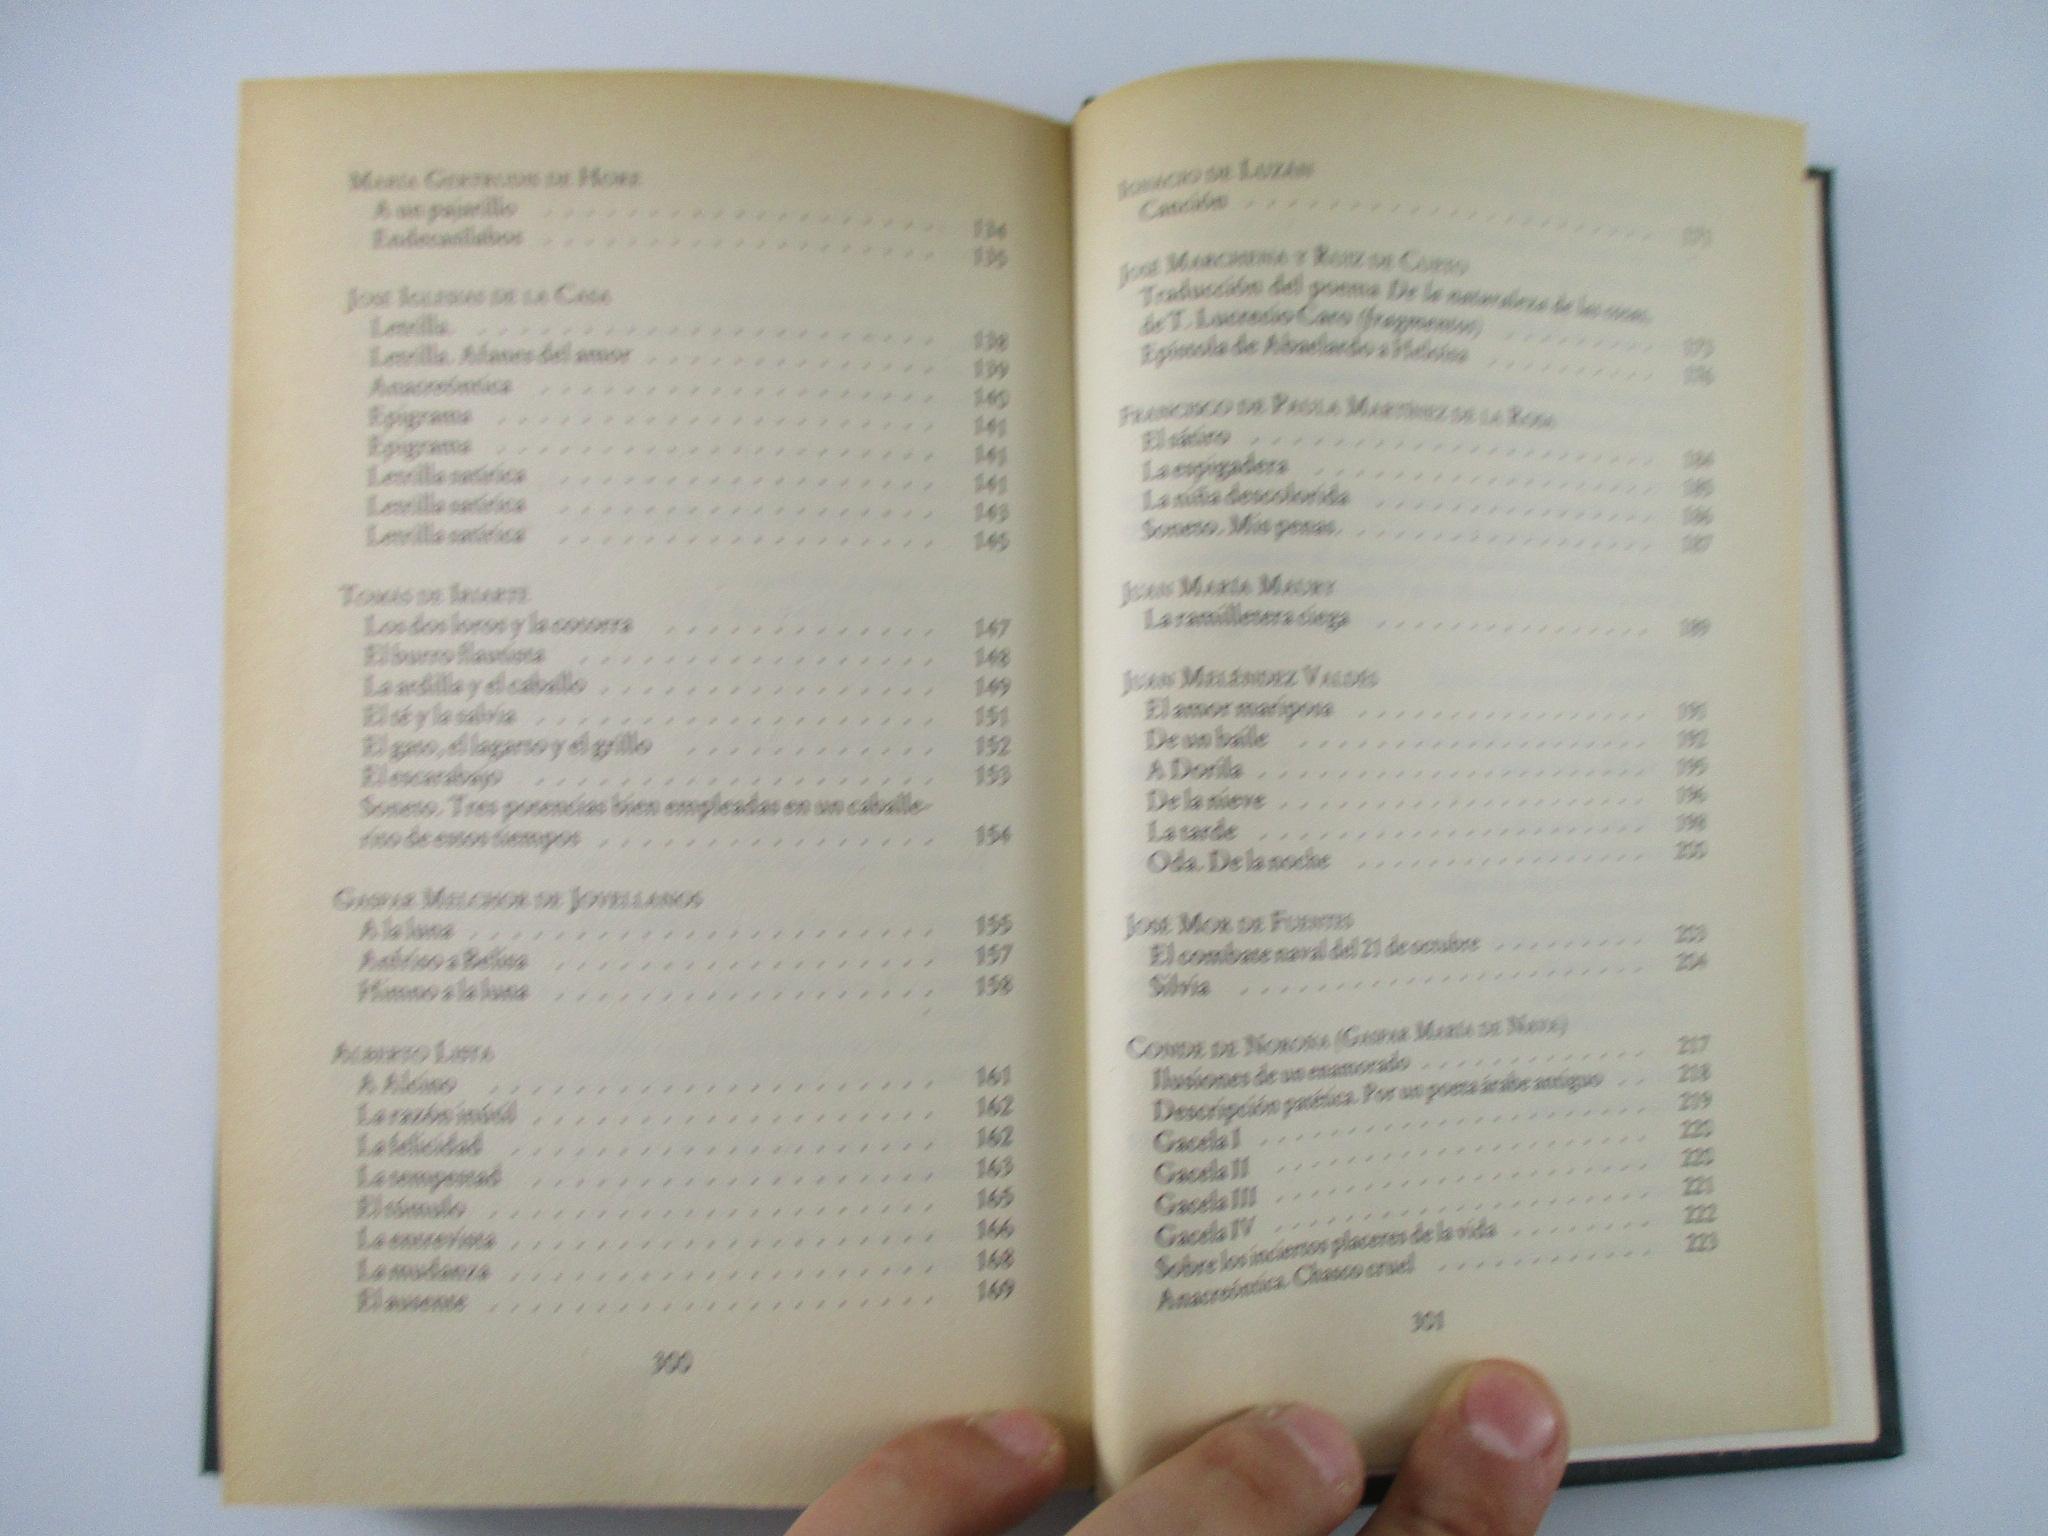 María Gertrudis de Hore
A un pajarillo . . . . . . . . . . . . . . . . . . . . 134
Endecasílabos . . . . . . . . . . . . . . . . . . . . 135
José Iglesias de la Casa
Letrilla . . . . . . . . . . . . . . . . . . . . 138
Letrilla. Afanes del amor . . . . . . . . . . . . . . . 139
Anacreóntica . . . . . . . . . . . . . . . . . . . . 140
Epigrama . . . . . . . . . . . . . . . . . . . . 141
Epigrama . . . . . . . . . . . . . . . . . . . . 141
Letrilla satírica . . . . . . . . . . . . . . . . . . . 141
Letrilla satírica . . . . . . . . . . . . . . . . . . . 143
Letrilla satírica . . . . . . . . . . . . . . . . . . . 145
Tomás de Iriarte
Los dos loros y la cotorra . . . . . . . . . . . . . . 147
El burro flautista . . . . . . . . . . . . . . . . . . 148
La ardilla y el caballo . . . . . . . . . . . . . . . . . 149
El té y la salvia . . . . . . . . . . . . . . . . . . . . 151
El gato, el lagarto y el grillo . . . . . . . . . . . . . 152
El escarabajo . . . . . . . . . . . . . . . . . . . . 153
Soneto. Tres potencias bien empleadas en un caballe-
rito de estos tiempos . . . . . . . . . . . . . . . . . 154
Gaspar Melchor de Jovellanos
A la luna . . . . . . . . . . . . . . . . . . . . 155
Anfriso a Belisa . . . . . . . . . . . . . . . . . . . 157
Himno a la luna . . . . . . . . . . . . . . . . . . . 158
Alberto Lista
A Alcino . . . . . . . . . . . . . . . . . . . . 161
La razón inútil . . . . . . . . . . . . . . . . . . . . 162
La felicidad . . . . . . . . . . . . . . . . . . . . 162
La tempestad . . . . . . . . . . . . . . . . . . . . 163
El túmulo . . . . . . . . . . . . . . . . . . . . 165
La entrevista . . . . . . . . . . . . . . . . . . . . 166
La mudanza . . . . . . . . . . . . . . . . . . . . 168
El ausente . . . . . . . . . . . . . . . . . . . . 169
300
Ignacio de Luzán
Canción . . . . . . . . . . . . . . . . . . . . 171
José Marchena y Ruiz de Cueto
Traducción del poema De la naturaleza de las cosas,
de T. Lucrecio Caro (fragmento) . . . . . . . . . 175
Epístola de Abaelardo a Heloísa . . . . . . . . . . 176
Francisco de Paula Martínez de la Rosa
El sátiro . . . . . . . . . . . . . . . . . . . . 184
La espigadera . . . . . . . . . . . . . . . . . . . . 185
La niña descolorida . . . . . . . . . . . . . . . . . 186
Soneto. Mis penas. . . . . . . . . . . . . . . . . . 187
Juan María Maury
La ramilletera ciega . . . . . . . . . . . . . . . . . 189
Juan Meléndez Valdés
El amor mariposa . . . . . . . . . . . . . . . . . . 191
De un baile . . . . . . . . . . . . . . . . . . . . 192
A Dorila . . . . . . . . . . . . . . . . . . . . 195
De la nieve . . . . . . . . . . . . . . . . . . . . 196
La tarde . . . . . . . . . . . . . . . . . . . . 198
Oda. De la noche . . . . . . . . . . . . . . . . . . 200
José Mor de Fuentes
El combate naval del 21 de octubre . . . . . . . . . 203
Silvia . . . . . . . . . . . . . . . . . . . . 204
Conde de Noroña (Gaspar María de Nava)
Ilusiones de un enamorado . . . . . . . . . . . . . 217
Descripción patética. Por un poeta árabe antiguo . . 218
Gacela I . . . . . . . . . . . . . . . . . . . . 219
Gacela II . . . . . . . . . . . . . . . . . . . . 220
Gacela III . . . . . . . . . . . . . . . . . . . . 220
Gacela IV . . . . . . . . . . . . . . . . . . . . 221
Sobre los inciertos placeres de la vida . . . . . . . . 222
Anacreóntica. Chasco cruel . . . . . . . . . . . . . 223
301